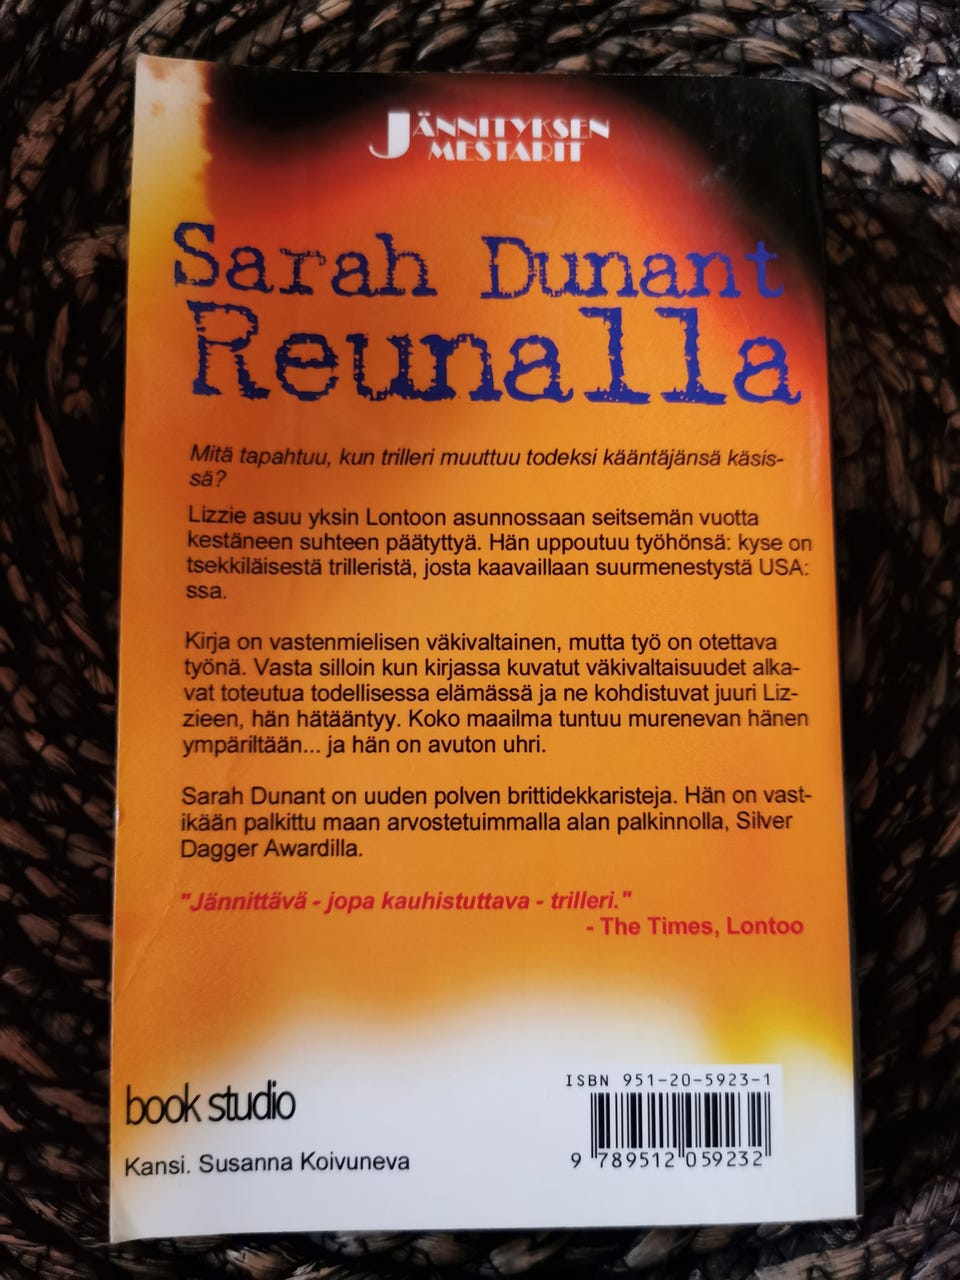 JÄNNITYKSEN
MESTARIT
Sarah Dunant
Reunalla
Mitä tapahtuu, kun trilleri muuttuu todeksi kääntäjänsä käsis-
sä?
Lizzie asuu yksin Lontoon asunnossaan seitsemän vuotta
kestäneen suhteen päätyttyä. Hän uppoutuu työhönsä: kyse on
tsekkiläisestä trilleristä, josta kaavaillaan suurmenestystä USA:
ssa.
Kirja on vastenmielisen väkivaltainen, mutta työ on otettava
työnä. Vasta silloin kun kirjassa kuvatut väkivaltaisuudet alka-
vat toteutua todellisessa elämässä ja ne kohdistuvat juuri Liz-
zieen, hän hätääntyy. Koko maailma tuntuu murenevan hänen
ympäriltään... ja hän on avuton uhri.
Sarah Dunant on uuden polven brittidekkaristeja. Hän on vast-
ikään palkittu maan arvostetuimmalla alan palkinnolla, Silver
Dagger Awardilla.
"Jännittävä - jopa kauhistuttava - trilleri."
- The Times, Lontoo
book studio
Kansi. Susanna Koivuneva
ISBN 951-20-5923-1
9 789512 059232